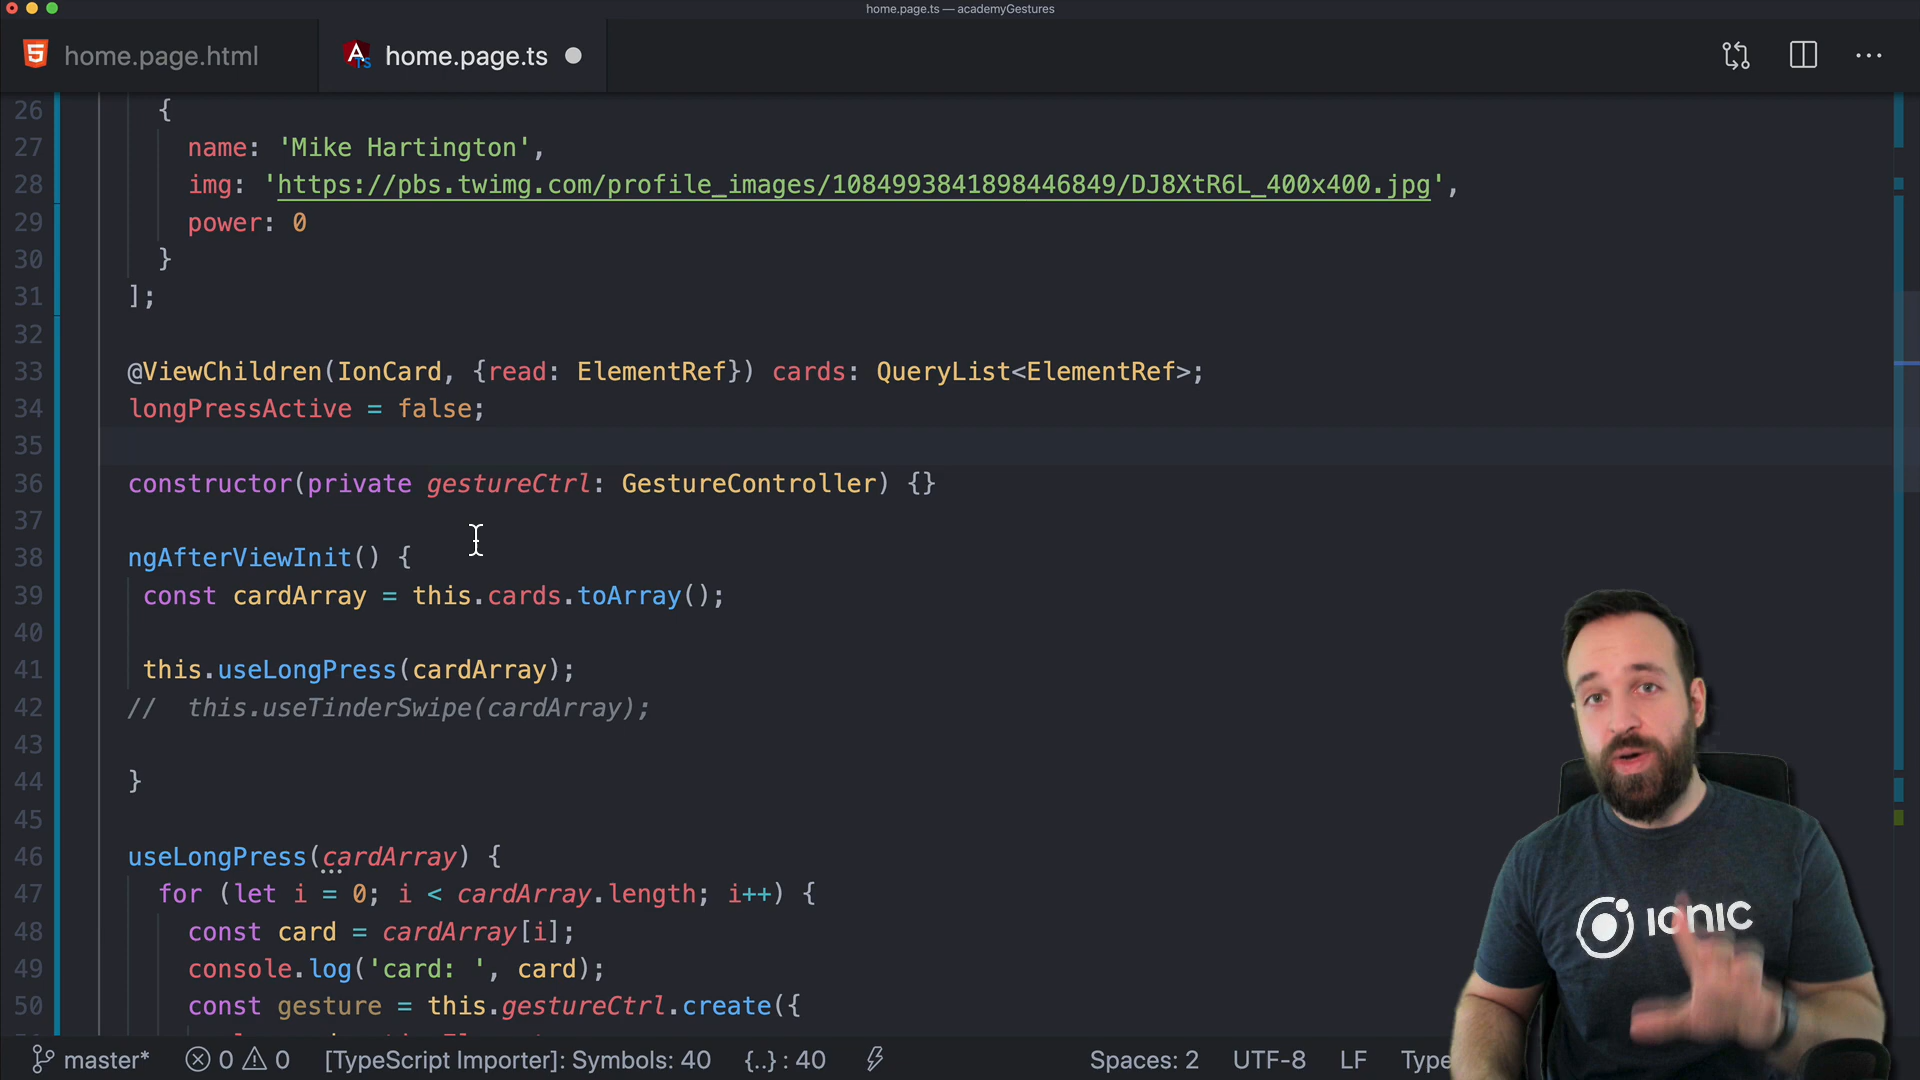 home.page.ts — academyGestures
home.page.html
home.page.ts
26 {
27 name: 'Mike Hartington',
28 img: 'https://pbs.twimg.com/profile_images/1084993841898446849/DJ8XtR6L_400x400.jpg',
29 power: 0
30 }
31 ];
32
33 @ViewChildren(IonCard, {read: ElementRef}) cards: QueryList<ElementRef>;
34 longPressActive = false;
35
36 constructor(private gestureCtrl: GestureController) {}
37
38 ngAfterViewInit() {
39 const cardArray = this.cards.toArray();
40
41 this.useLongPress(cardArray);
42 // this.useTinderSwipe(cardArray);
43
44 }
45
46 useLongPress(cardArray) {
47 for (let i = 0; i < cardArray.length; i++) {
48 const card = cardArray[i];
49 console.log('card: ', card);
50 const gesture = this.gestureCtrl.create({
IONIC
master* 0 0 [TypeScript Importer]: Symbols: 40 {..} : 40 Spaces: 2 UTF-8 LF Type